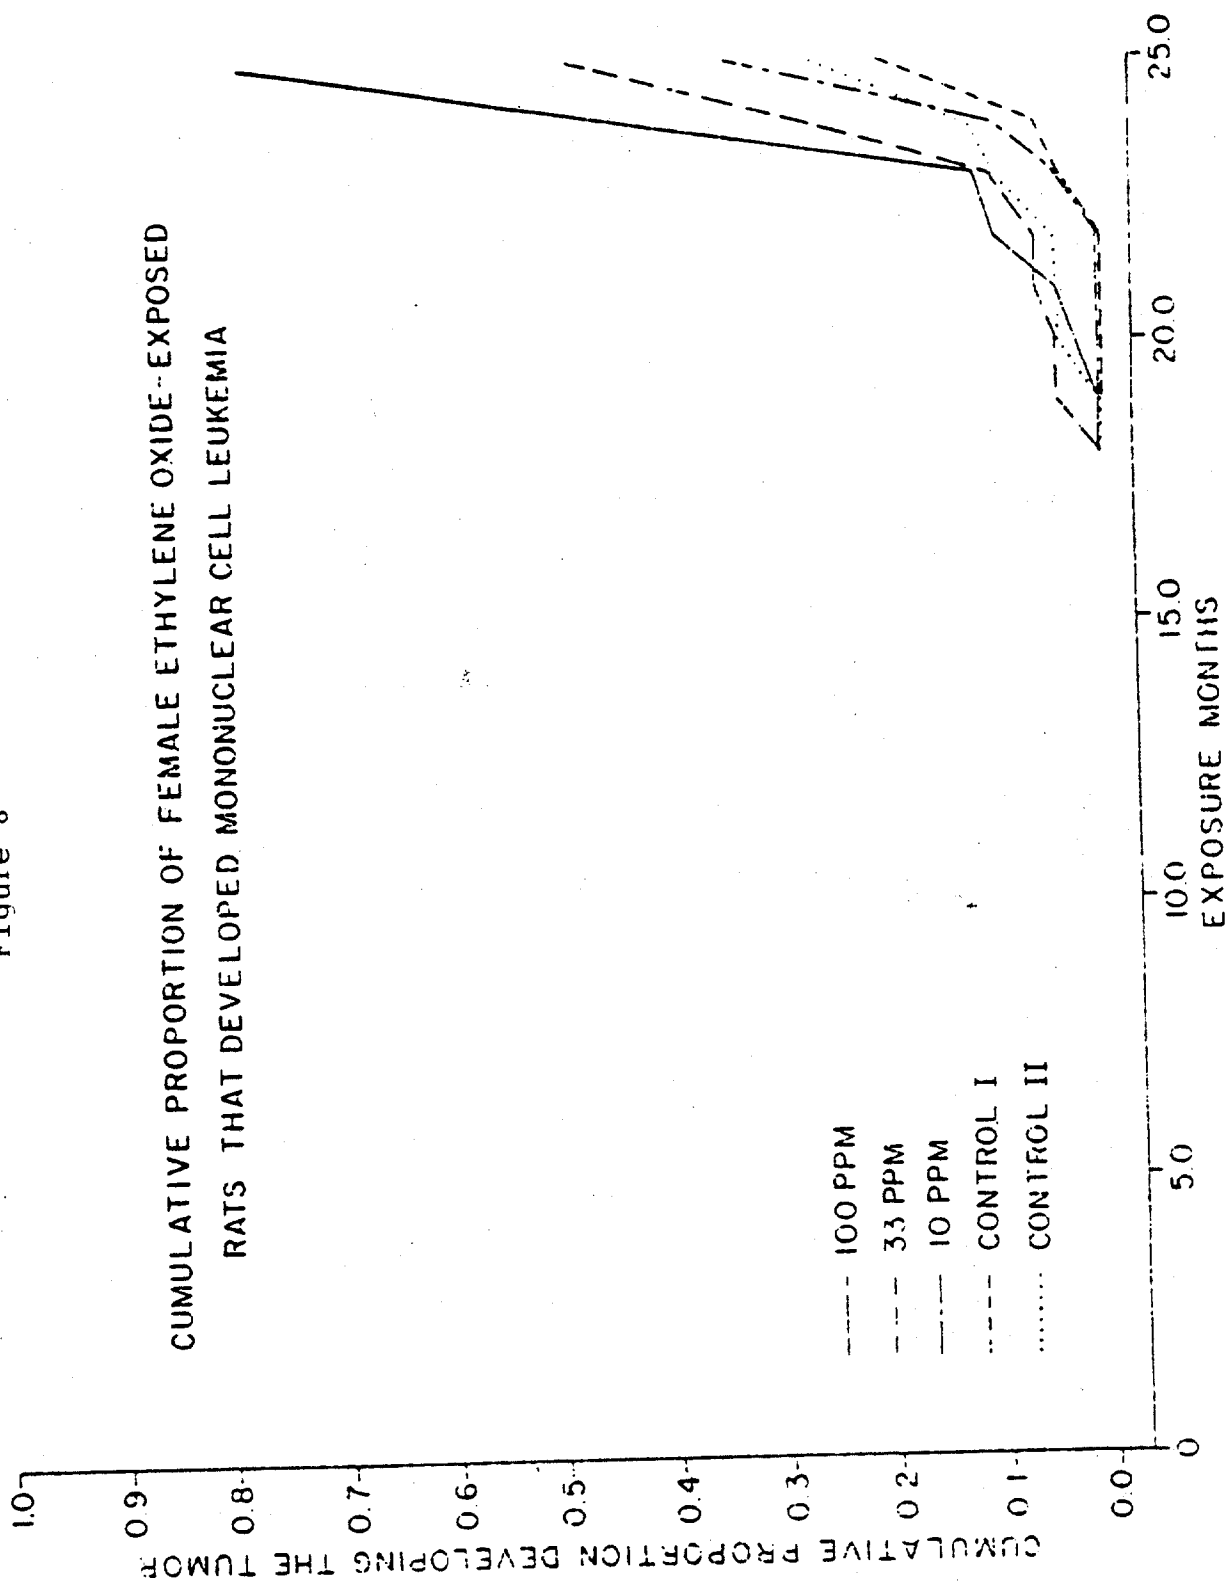 Figure 8
CUMULATIVE PROPORTION OF FEMALE ETHYLENE OXIDE-EXPOSED
RATS THAT DEVELOPED MONONUCLEAR CELL LEUKEMIA
CUMULATIVE PROPORTION DEVELOPING THE TUMOR
1.0
0.9
0.8
0.7
0.6
0.5
0.4
0.3
0.2
0.1
0.0
100 PPM
33 PPM
10 PPM
CONTROL I
CONTROL II
0
5.0
10.0
15.0
20.0
25.0
EXPOSURE MONTHS